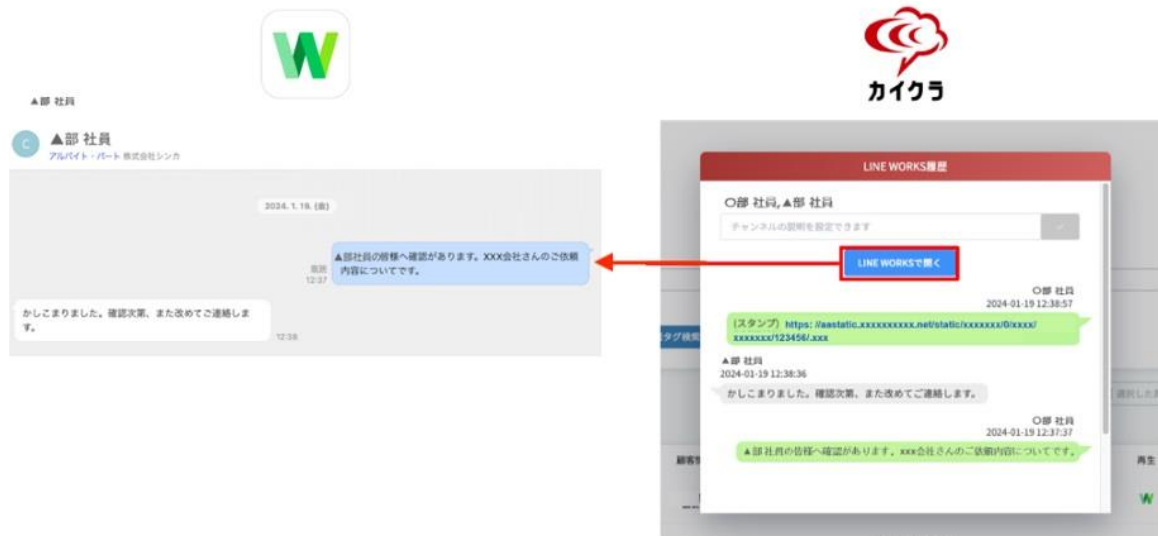 W
カイクラ
▲部 社員
C
▲部 社員
アルバイト・パート 株式会社シンカ
2024. 1. 19. (金)
▲部社員の皆様へ確認があります。XXX会社さんのご依頼
内容についてです。
既読
12:37
かしこまりました。確認次第、また改めてご連絡しま
す。
12:38
LINE WORKS履歴
〇部 社員,▲部 社員
チャンネルの説明を設定できます
LINE WORKSで開く
〇部 社員
2024-01-19 12:38:57
(スタンプ) https: //aastatic.xxxxxxxxxx.net/static/xxxxxxx/0/xxxx/
xxxxxxx/123456/.xxx
▲部 社員
2024-01-19 12:38:36
かしこまりました。確認次第、また改めてご連絡します。
〇部 社員
2024-01-19 12:37:37
▲部 社員の皆様へ確認があります。xxx会社さんのご依頼内容についてです。
タグ検索
選択した
再生
W